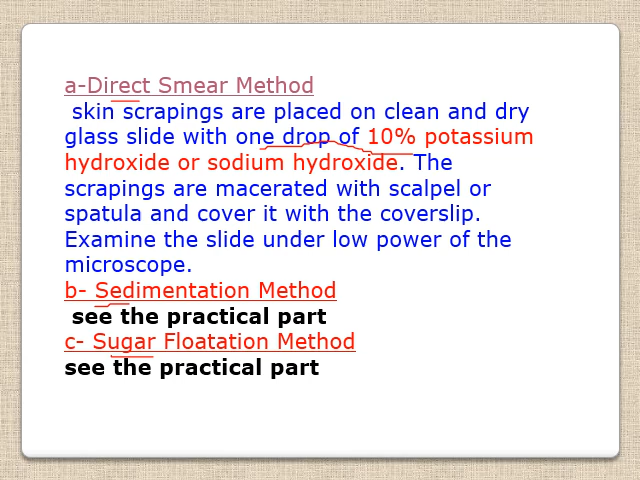 a-Direct Smear Method
skin scrapings are placed on clean and dry
glass slide with one drop of 10% potassium
hydroxide or sodium hydroxide. The
scrapings are macerated with scalpel or
spatula and cover it with the coverslip.
Examine the slide under low power of the
microscope.
b- Sedimentation Method
see the practical part
c- Sugar Floatation Method
see the practical part